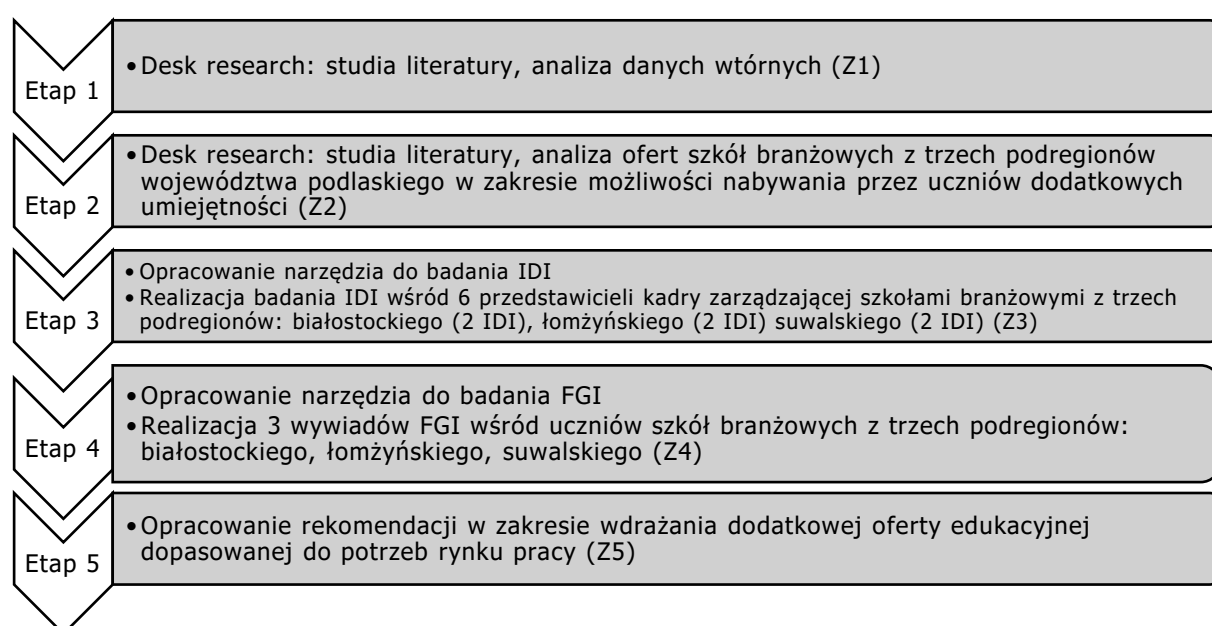 Etap 1
• Desk research: studia literatury, analiza danych wtórnych (Z1)
Etap 2
• Desk research: studia literatury, analiza ofert szkół branżowych z trzech podregionów
województwa podlaskiego w zakresie możliwości nabywania przez uczniów dodatkowych
umiejętności (Z2)
Etap 3
• Opracowanie narzędzia do badania IDI
• Realizacja badania IDI wśród 6 przedstawicieli kadry zarządzającej szkołami branżowymi z trzech
podregionów: białostockiego (2 IDI), łomżyńskiego (2 IDI) suwalskiego (2 IDI) (Z3)
Etap 4
• Opracowanie narzędzia do badania FGI
• Realizacja 3 wywiadów FGI wśród uczniów szkół branżowych z trzech podregionów:
białostockiego, łomżyńskiego, suwalskiego (Z4)
Etap 5
• Opracowanie rekomendacji w zakresie wdrażania dodatkowej oferty edukacyjnej
dopasowanej do potrzeb rynku pracy (Z5)